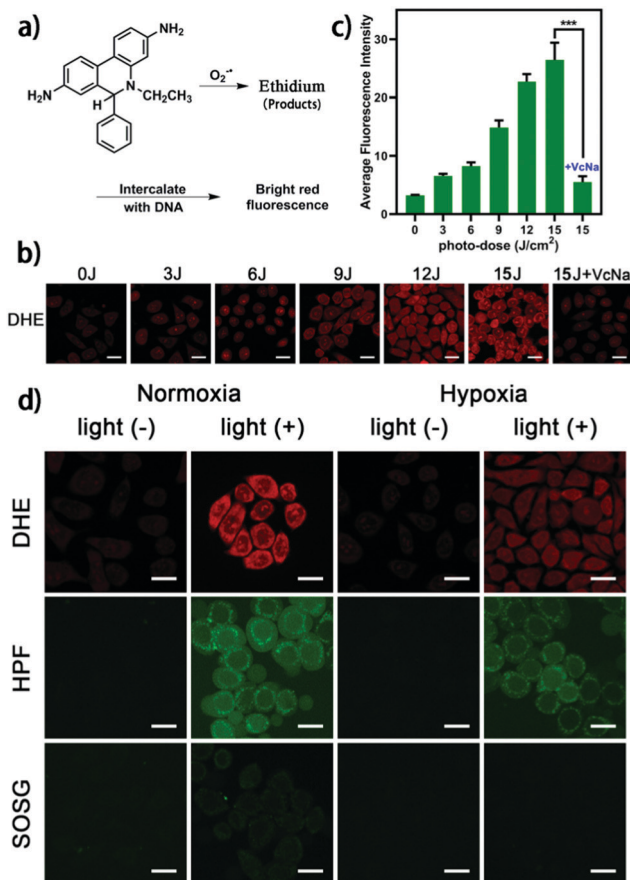 a)
NH₂
H₂N
N
H
CH₂CH₃
O₂⁻•
Ethidium
(Products)
Intercalate
with DNA
Bright red
fluorescence
c)
Average Fluorescence Intensity
30
20
10
0
***
+VcNa
0 3 6 9 12 15 15
photo-dose (J/cm²)
b)
0J 3J 6J 9J 12J 15J 15J+VcNa
DHE
d)
Normoxia Hypoxia
light (-) light (+) light (-) light (+)
DHE
HPF
SOSG